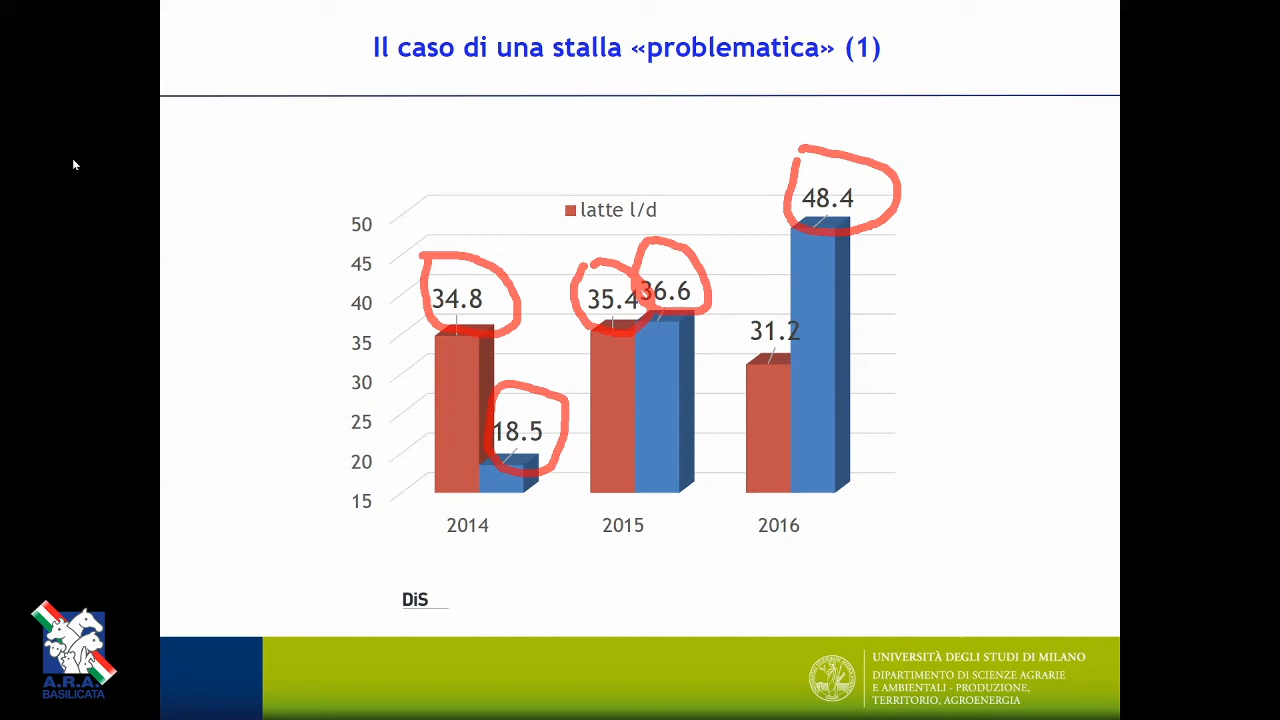 Il caso di una stalla «problematica» (1)
latte l/d
50
45
40
35
30
25
20
15
34.8
18.5
35.4
36.6
31.2
48.4
2014
2015
2016
DiS
A.R.A.
BASILICATA
UNIVERSITÀ DEGLI STUDI DI MILANO
DIPARTIMENTO DI SCIENZE AGRARIE
E AMBIENTALI - PRODUZIONE,
TERRITORIO, AGROENERGIA